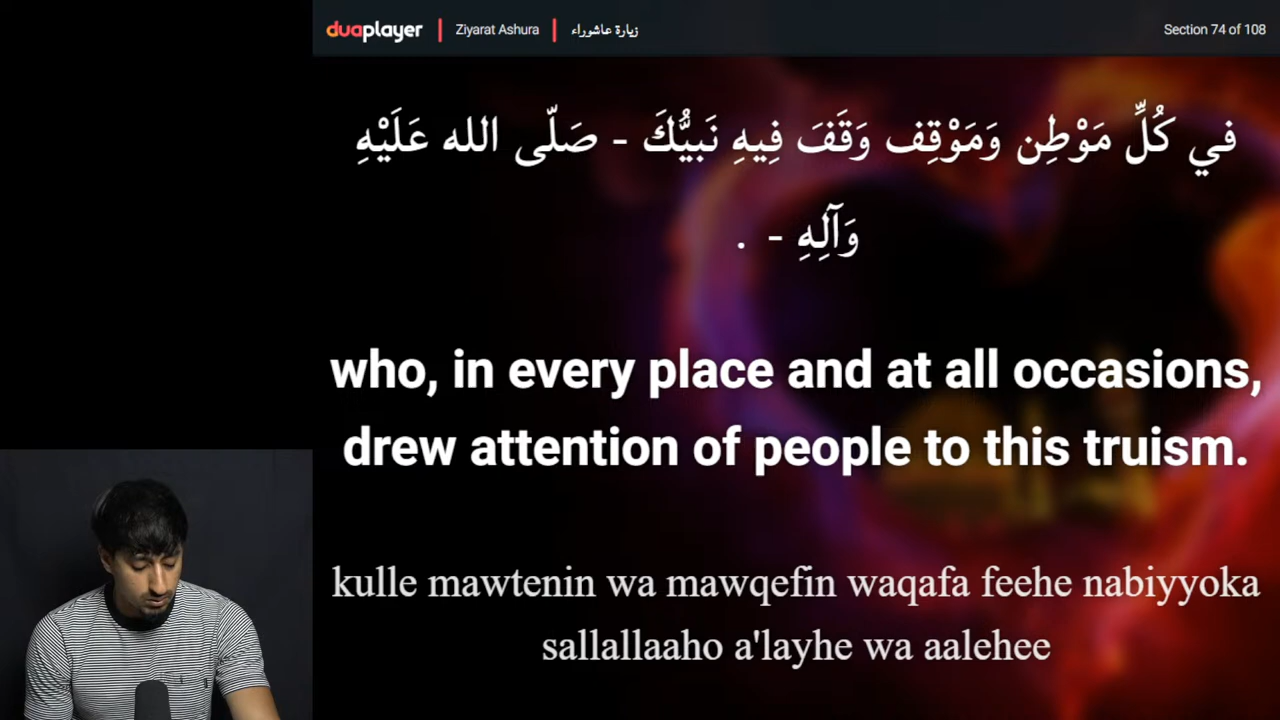 duaplayer | Ziyarat Ashura | زيارة عاشوراء
Section 74 of 108
في كُلِّ مَوْطِن وَمَوْقِف وَقَفَ فِيهِ نَبيُّكَ - صَلّى الله عَلَيْهِ
وَآلِهِ - .
who, in every place and at all occasions,
drew attention of people to this truism.
kulle mawtenin wa mawqefin waqafa feehe nabiyyoka
sallallaaho a'layhe wa aalehee